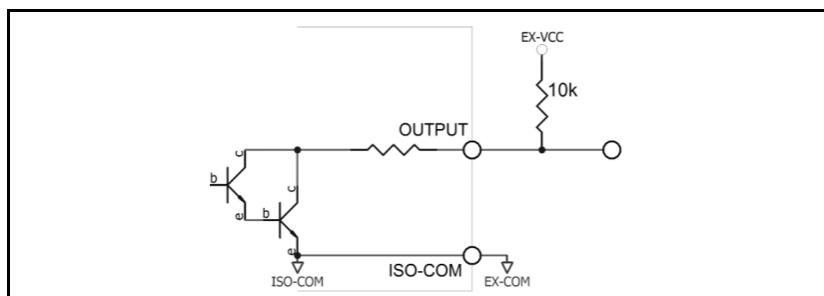 EX-VCC
10k
OUTPUT
c
b
c
e
b
e
ISO-COM
ISO-COM
EX-COM